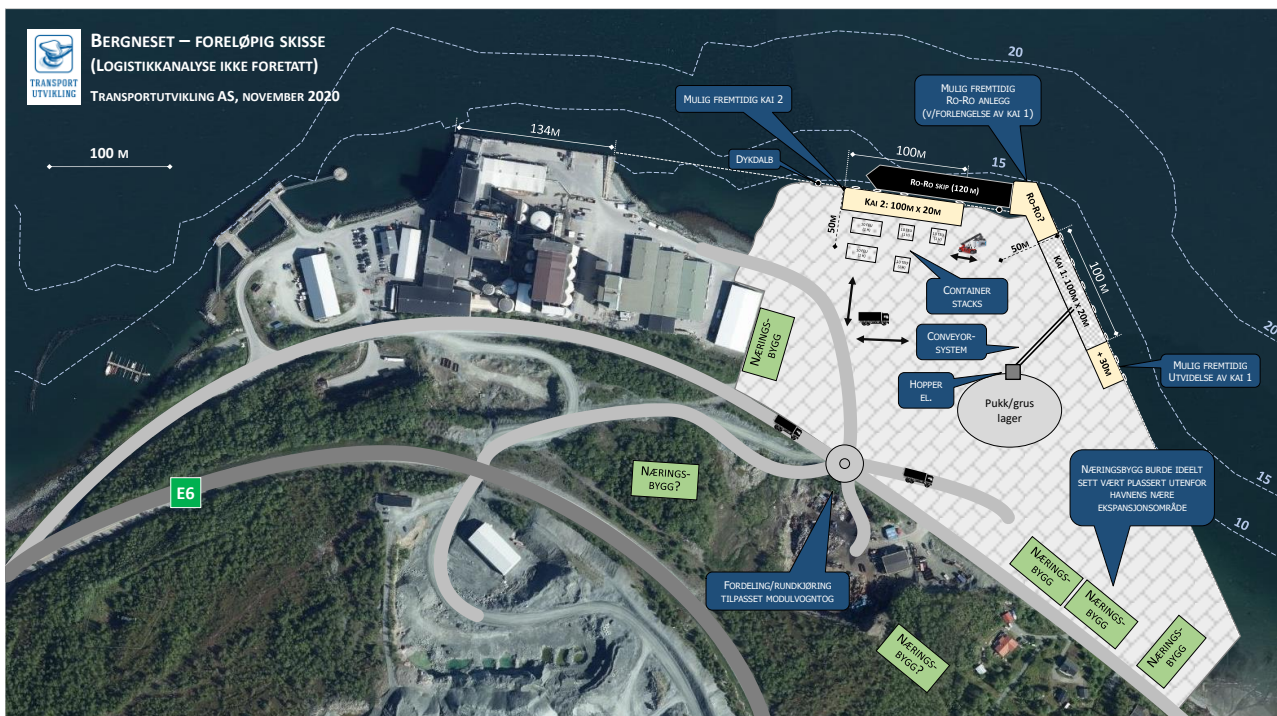 BERGNESET – FORELØPIG SKISSE
(LOGISTIKKANALYSE IKKE FORETATT)
TRANSPORTUTVIKLING AS, NOVEMBER 2020
TRANSPORT
UTVIKLING
100 M
134M
MULIG FREMTIDIG KAI 2
DYKDALB
MULIG FREMTIDIG
RO-RO ANLEGG
(V/FORLENGELSE AV KAI 1)
20
15
100M
RO-RO SKIP (120 M)
KAI 2: 100M X 20M
RO-RO?
50M
50M
KAI 1: 100M X 20M
100 M
+ 30M
CONTAINER
STACKS
CONVEYOR-
SYSTEM
HOPPER
EL.
Pukk/grus
lager
MULIG FREMTIDIG
UTVIDELSE AV KAI 1
20
15
10
NÆRINGS-
BYGG
NÆRINGS-
BYGG?
E6
NÆRINGSBYGG BURDE IDEELT
SETT VÆRT PLASSERT UTENFOR
HAVNENS NÆRE
EKSPANSJONSOMRÅDE
FORDELING/RUNDKJØRING
TILPASSET MODULVOGNTOG
NÆRINGS-
BYGG
NÆRINGS-
BYGG
NÆRINGS-
BYGG
NÆRINGS-
BYGG?